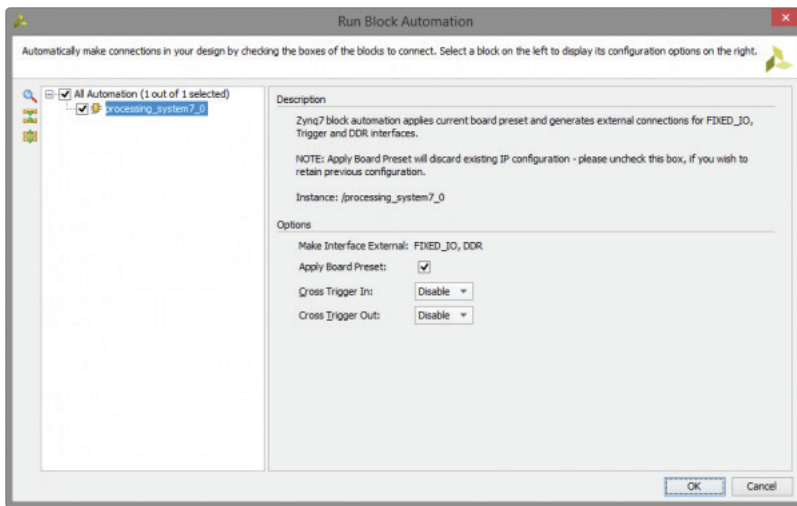 Run Block Automation
Automatically make connections in your design by checking the boxes of the blocks to connect. Select a block on the left to display its configuration options on the right.
All Automation (1 out of 1 selected)
processing_system7_0
Description
Zynq7 block automation applies current board preset and generates external connections for FIXED_IO,
Trigger and DDR interfaces.
NOTE: Apply Board Preset will discard existing IP configuration - please uncheck this box, if you wish to
retain previous configuration.
Instance: /processing_system7_0
Options
Make Interface External: FIXED_IO, DDR
Apply Board Preset:
Cross Trigger In: Disable
Cross Trigger Out: Disable
OK Cancel